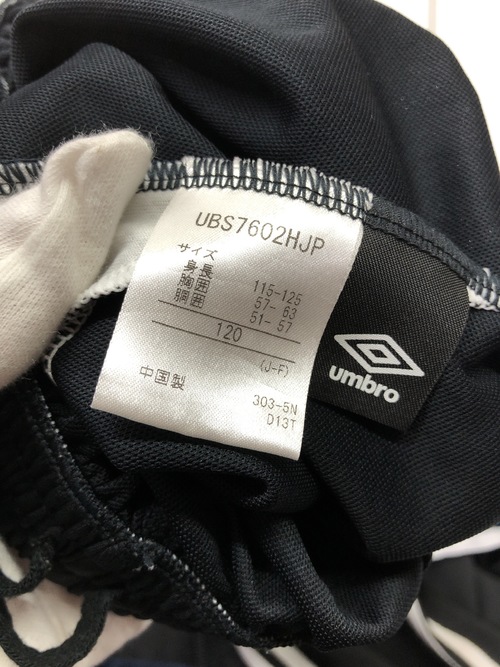 UBS7602HJP
サイズ
身長 115-125
胸囲 57- 63
胴囲 51- 57
120
(J-F)
中国製
303-5N
D13T
umbro